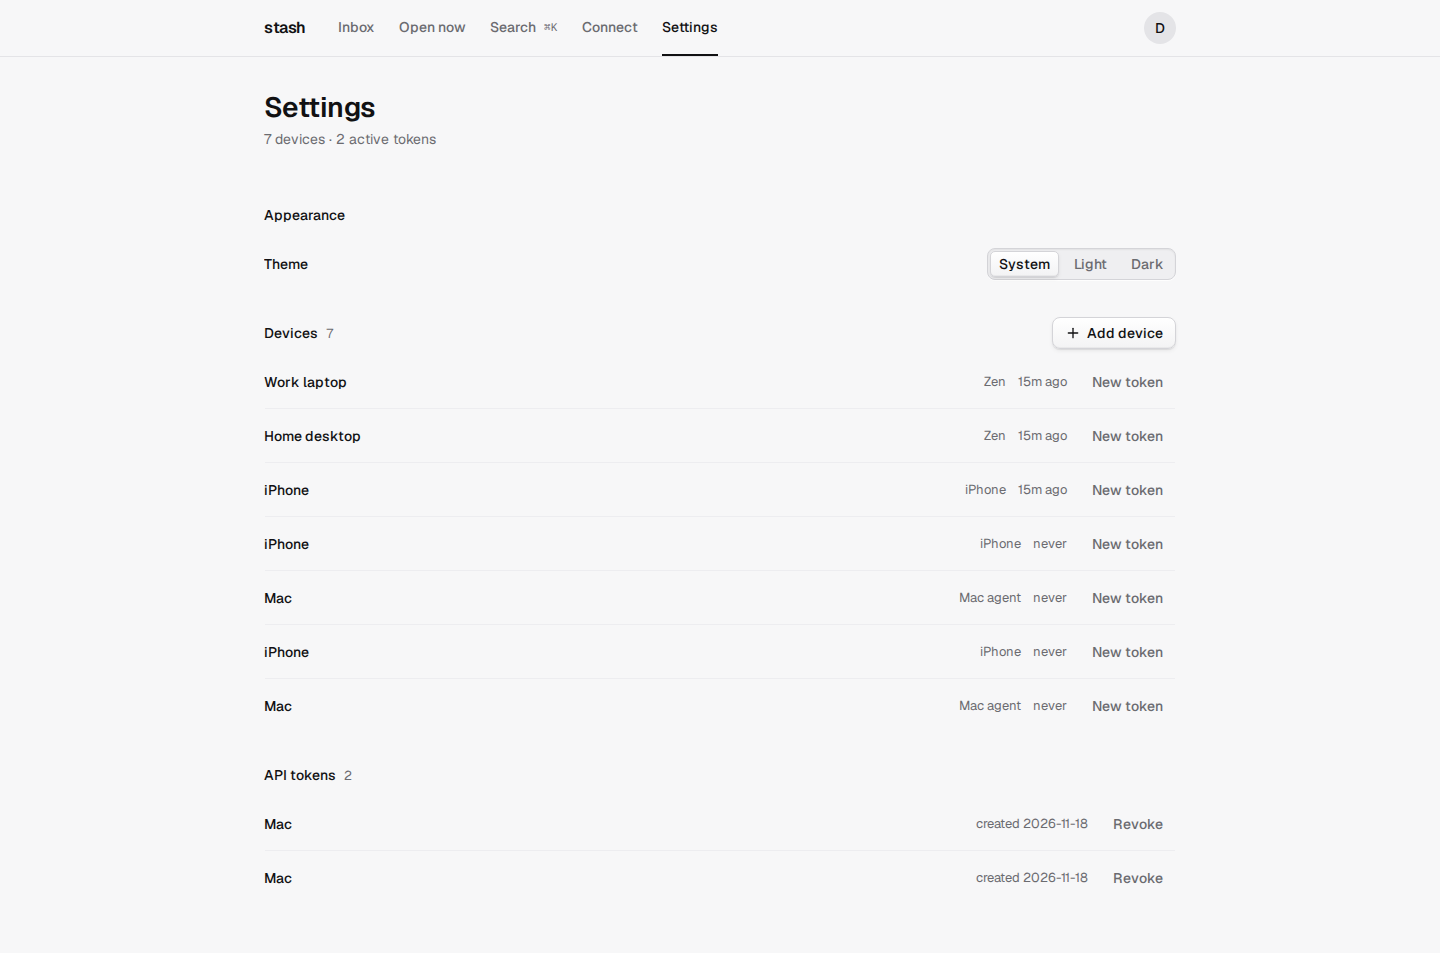 stash Inbox Open now Search ⌘K Connect Settings D
Settings
7 devices · 2 active tokens
Appearance
Theme System Light Dark
Devices 7 + Add device
Work laptop Zen 15m ago New token
Home desktop Zen 15m ago New token
iPhone iPhone 15m ago New token
iPhone iPhone never New token
Mac Mac agent never New token
iPhone iPhone never New token
Mac Mac agent never New token
API tokens 2
Mac created 2026-11-18 Revoke
Mac created 2026-11-18 Revoke